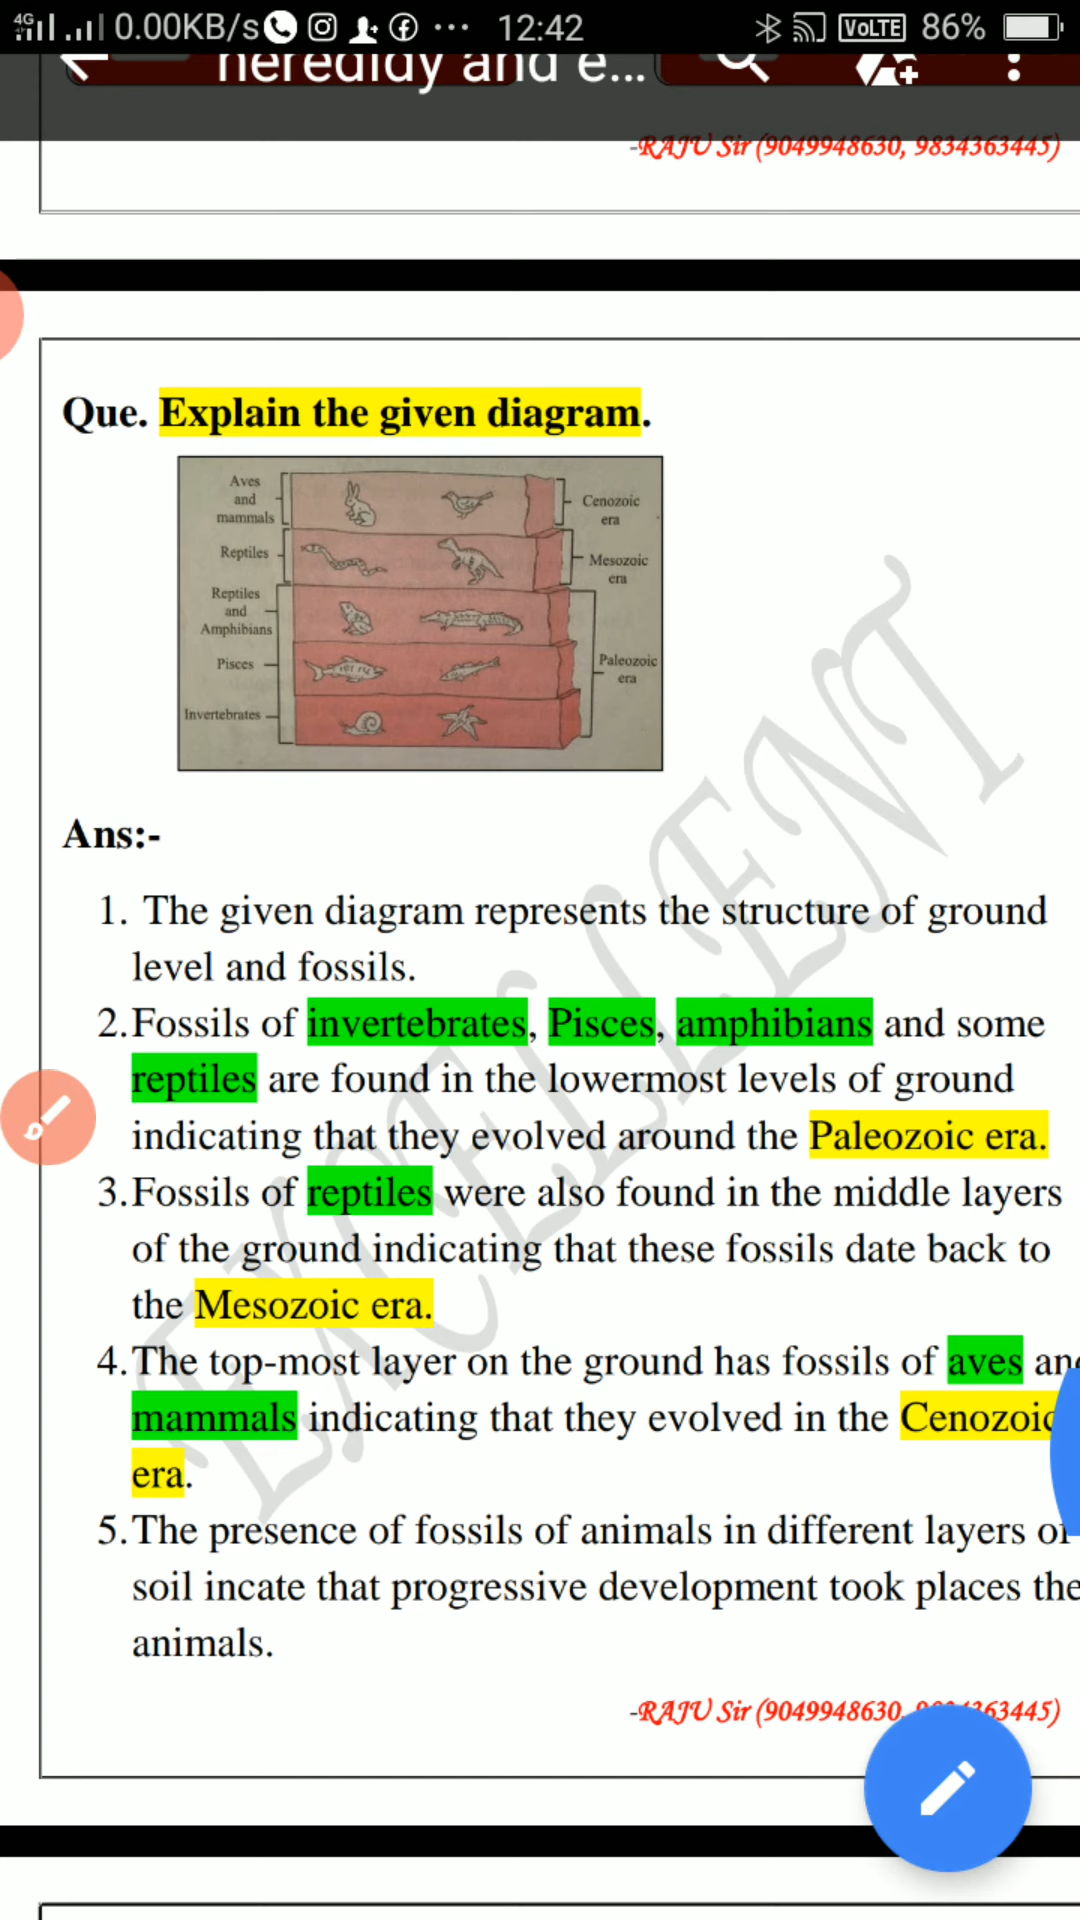 4G 0.00KB/s ... 12:42 VoLTE 86%
heredidy and e...
-RAJU Sir (9049948630, 9834363445)
Que. Explain the given diagram.
Aves
and
mammals
Cenozoic
era
Reptiles
Mesozoic
era
Reptiles
and
Amphibians
Pisces
Paleozoic
era
Invertebrates
Ans:-
1. The given diagram represents the structure of ground
level and fossils.
2.Fossils of invertebrates, Pisces, amphibians and some
reptiles are found in the lowermost levels of ground
indicating that they evolved around the Paleozoic era.
3.Fossils of reptiles were also found in the middle layers
of the ground indicating that these fossils date back to
the Mesozoic era.
4.The top-most layer on the ground has fossils of aves an
mammals indicating that they evolved in the Cenozoic
era.
5.The presence of fossils of animals in different layers of
soil incate that progressive development took places the
animals.
-RAJU Sir (9049948630, 63445)
EXCELLENT